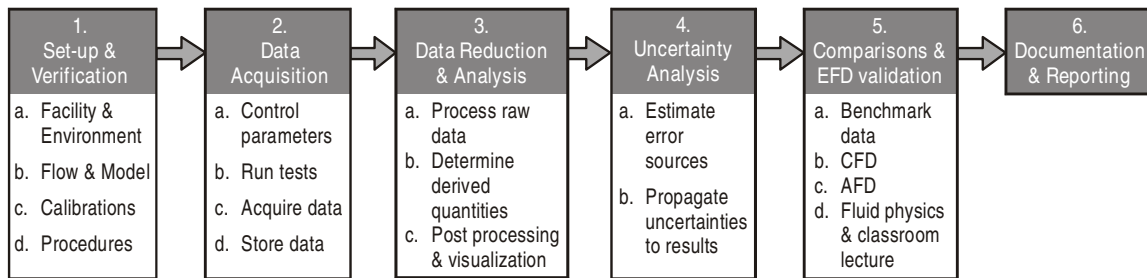 1.
Set-up &
Verification
a. Facility &
Environment
b. Flow & Model
c. Calibrations
d. Procedures
2.
Data
Acquisition
a. Control
parameters
b. Run tests
c. Acquire data
d. Store data
3.
Data Reduction
& Analysis
a. Process raw
data
b. Determine
derived
quantities
c. Post processing
& visualization
4.
Uncertainty
Analysis
a. Estimate
error
sources
b. Propagate
uncertainties
to results
5.
Comparisons &
EFD validation
a. Benchmark
data
b. CFD
c. AFD
d. Fluid physics
& classroom
lecture
6.
Documentation
& Reporting